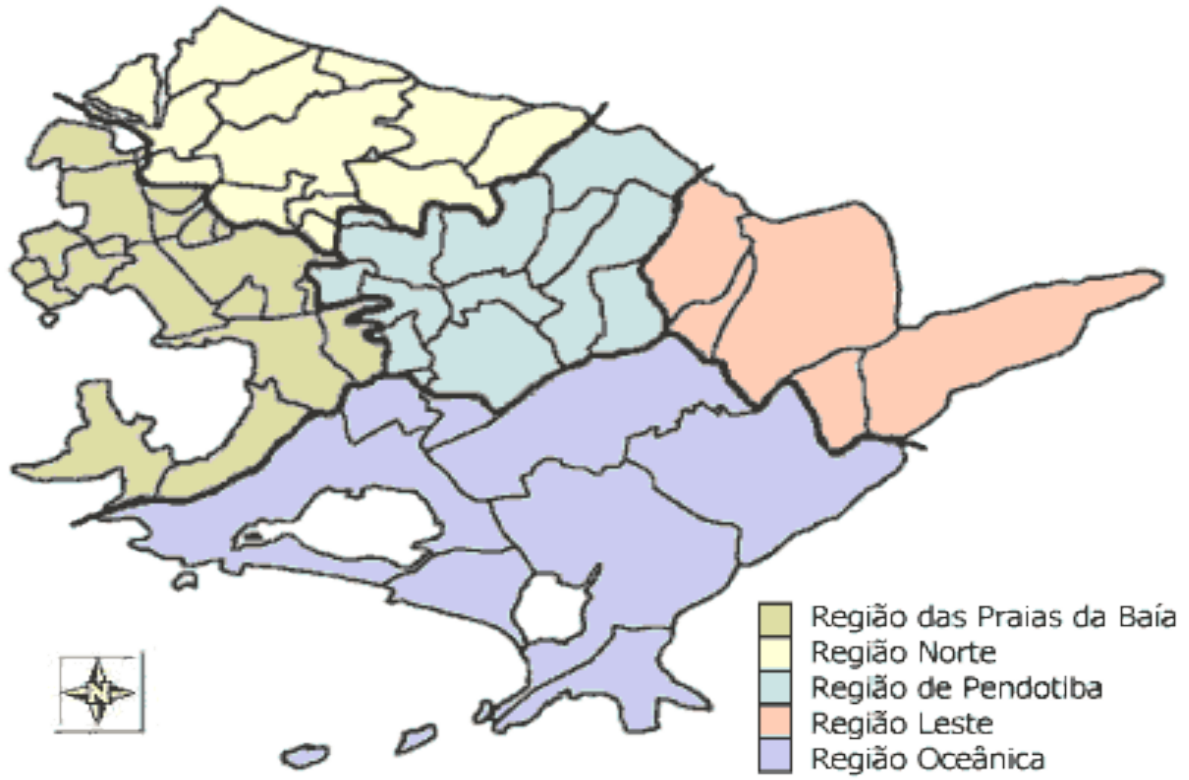 Região das Praias da Baía
Região Norte
Região de Pendotiba
Região Leste
Região Oceânica
N